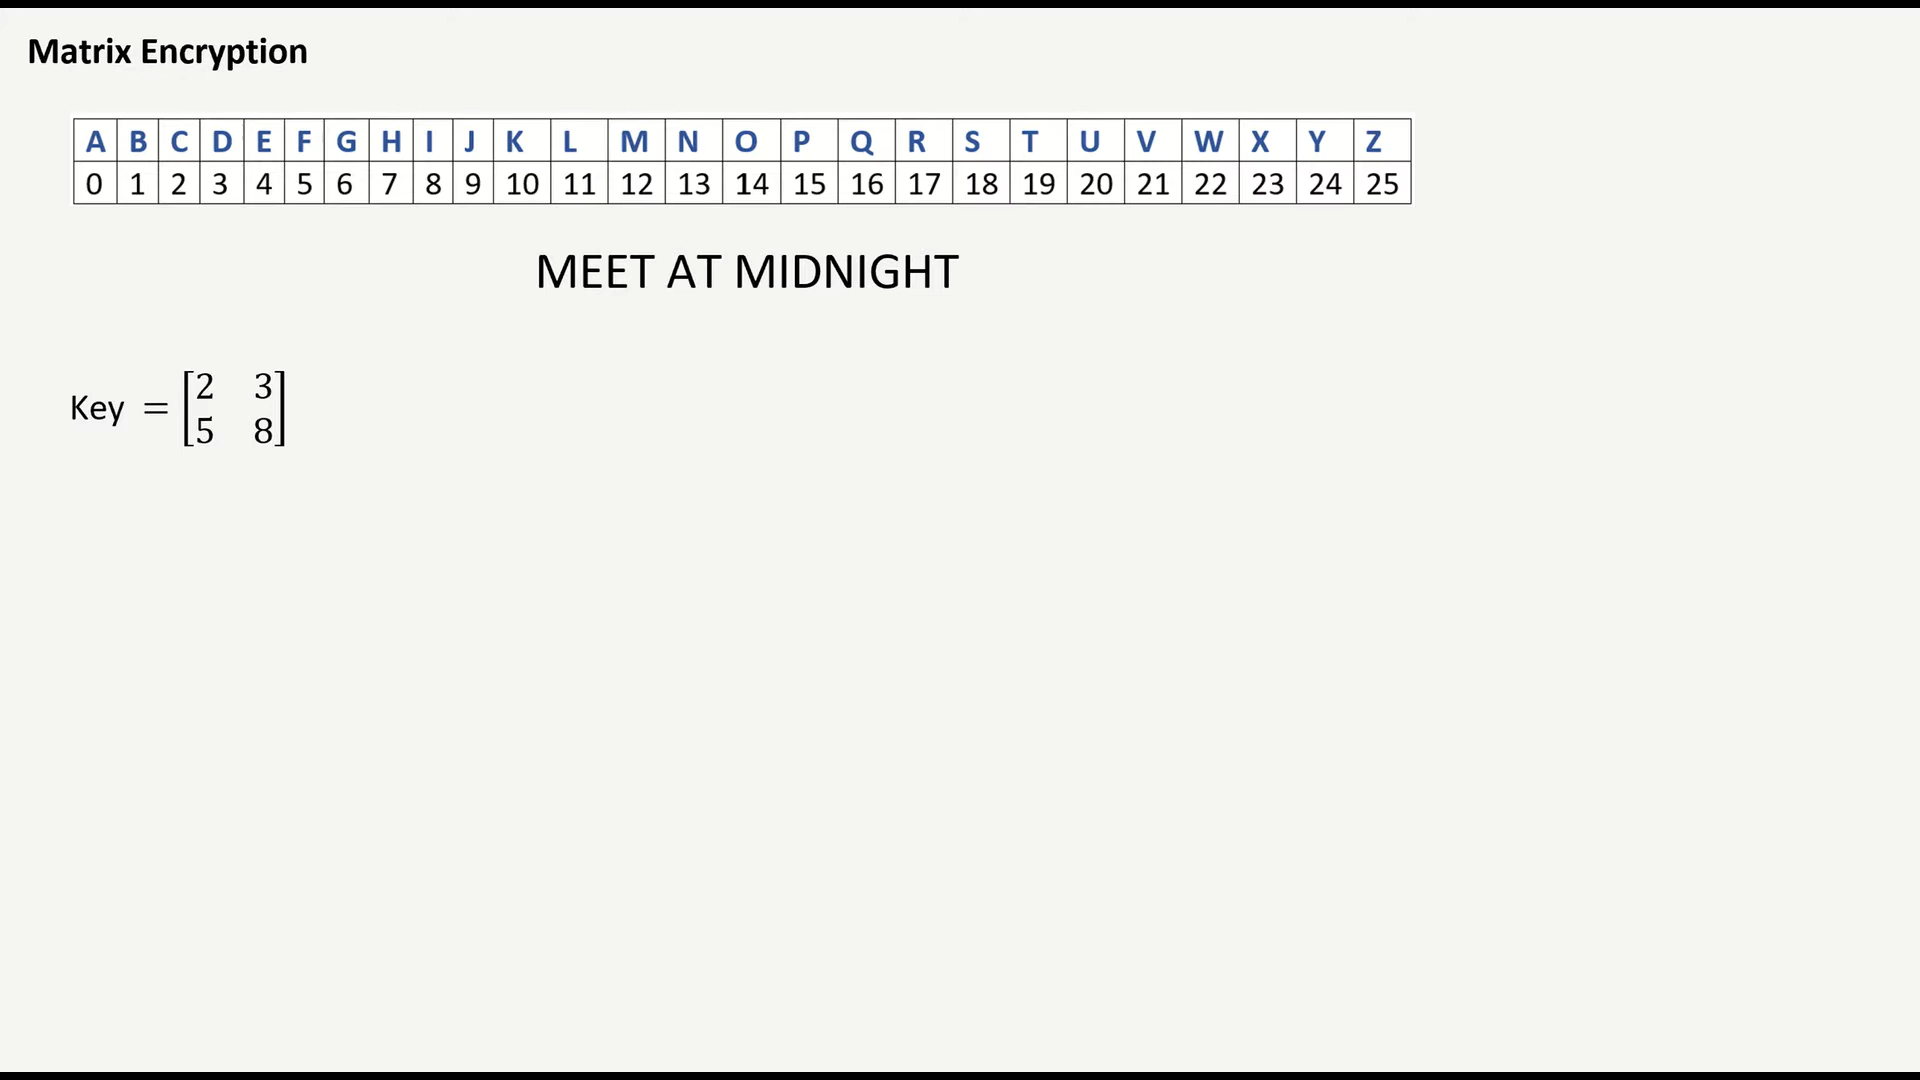 Matrix Encryption
A B C D E F G H I J K L M N O P Q R S T U V W X Y Z
0 1 2 3 4 5 6 7 8 9 10 11 12 13 14 15 16 17 18 19 20 21 22 23 24 25
MEET AT MIDNIGHT
Key = [2 3
5 8]